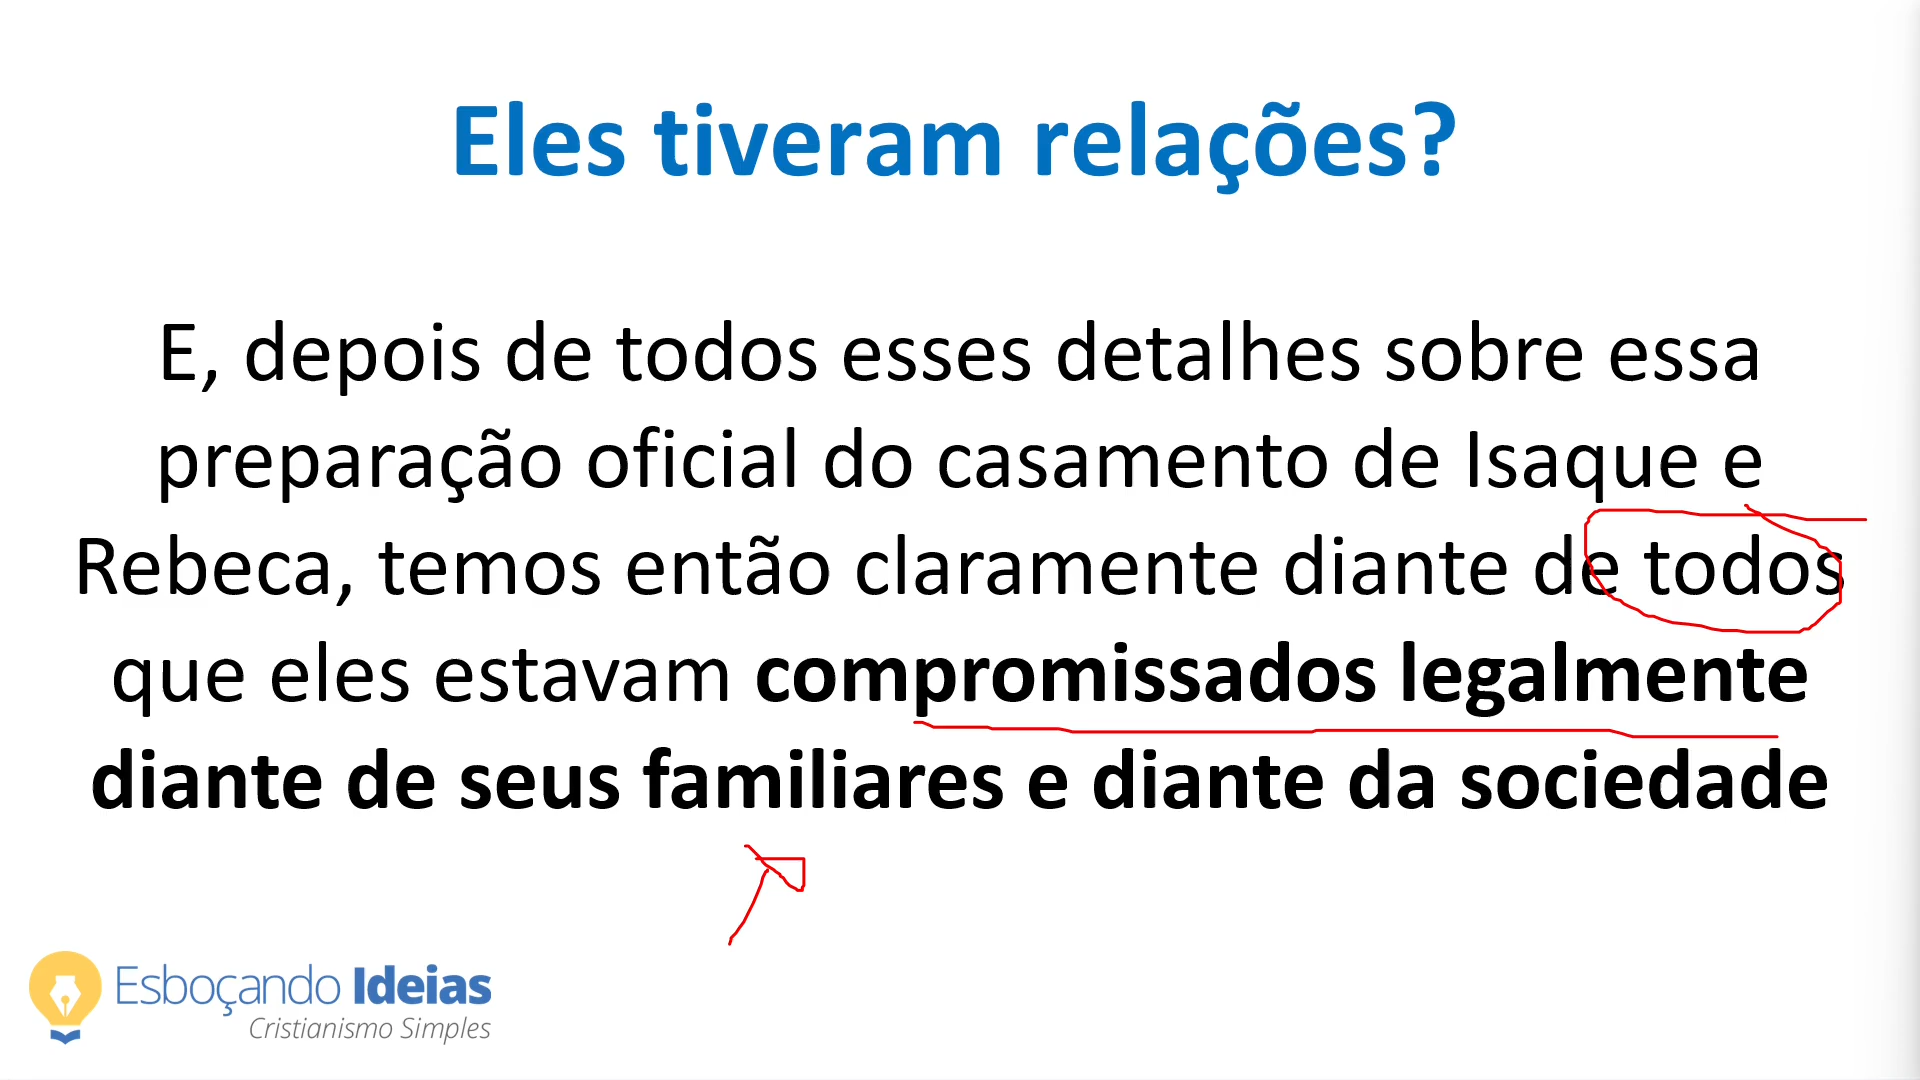 Eles tiveram relações?
E, depois de todos esses detalhes sobre essa
preparação oficial do casamento de Isaque e
Rebeca, temos então claramente diante de todos
que eles estavam compromissados legalmente
diante de seus familiares e diante da sociedade
Esboçando Ideias
Cristianismo Simples